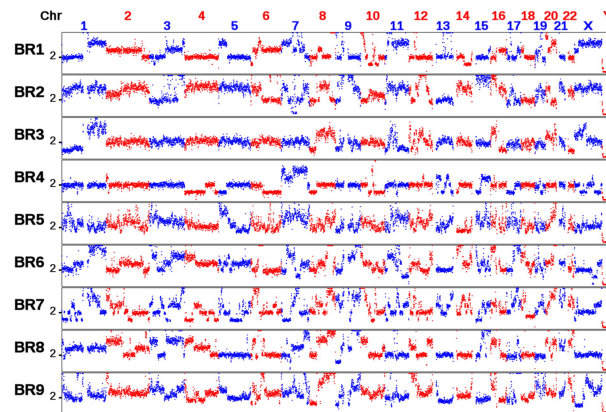 Chr 2 4 6 8 10 12 14 16 18 20 22 Y
1 3 5 7 9 11 13 15 17 19 21 X
BR1 2
BR2 2
BR3 2
BR4 2
BR5 2
BR6 2
BR7 2
BR8 2
BR9 2